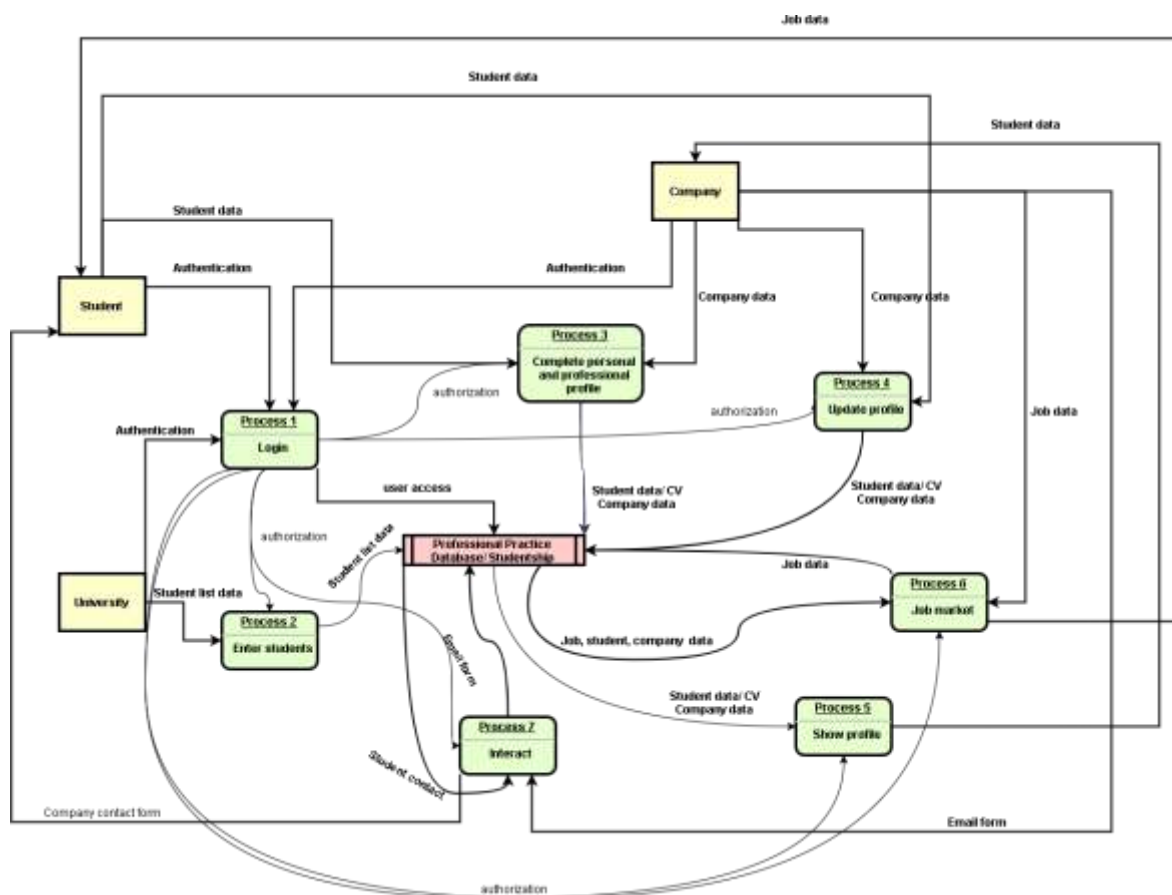 Job data
Student data
Student data
Company
Student data
Authentication
Authentication
Company data
Company data
Student
Process 3
Complete personal
and professional
profile
authorization
Process 4
Update profile
authorization
Job data
Process 1
Login
Authentication
user access
Student data/ CV
Company data
Student data/ CV
Company data
authorization
Student list data
Professional Practice
Database/ Studentship
Job data
University
Student list data
Process 2
Enter students
Process 6
Job market
Job, student, company data
Email form
Student data/ CV
Company data
Process 5
Show profile
Process 7
Interact
Student contact
Company contact form
Email form
authorization